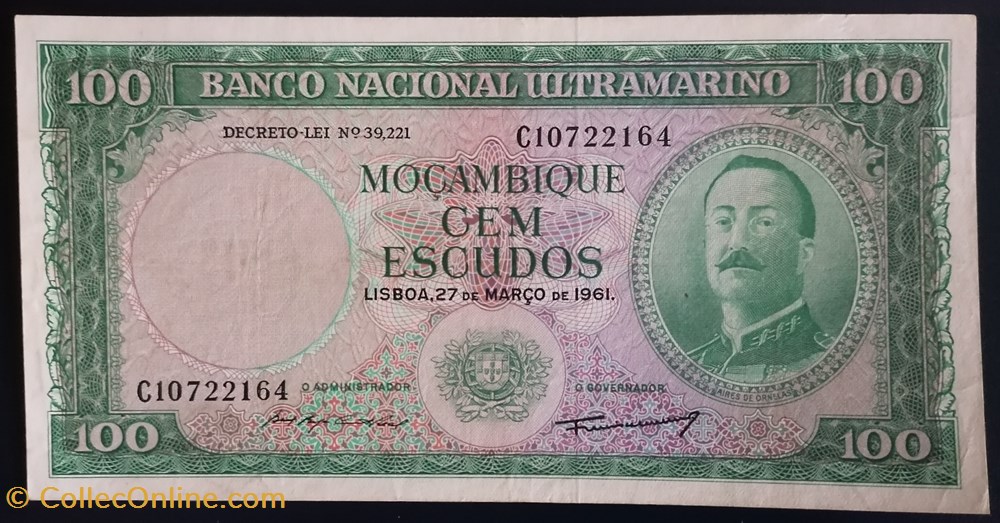 100 BANCO NACIONAL ULTRAMARINO 100
DECRETO-LEI Nº 39,221 C10722164
MOÇAMBIQUE
CEM
ESCUDOS
LISBOA, 27 DE MARÇO DE 1961.
C10722164 O ADMINISTRADOR O GOVERNADOR
AIRES DE ORNELAS
100 100
© CollecOnline.com